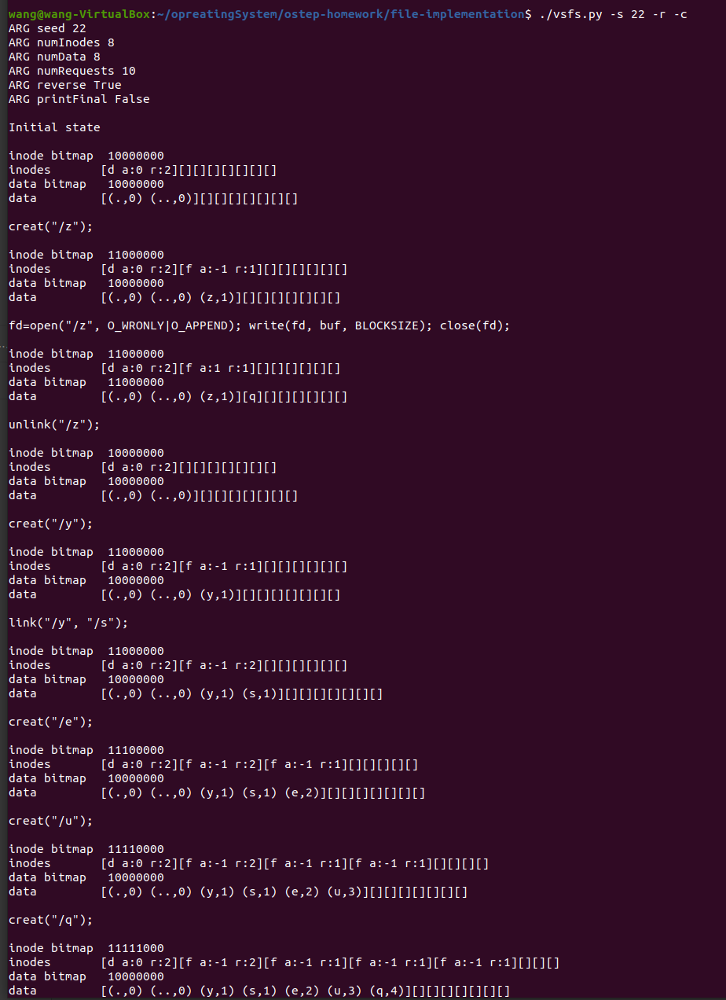 wang@wang-VirtualBox:~/opreatingSystem/ostep-homework/file-implementation$ ./vsfs.py -s 22 -r -c
ARG seed 22
ARG numInodes 8
ARG numData 8
ARG numRequests 10
ARG reverse True
ARG printFinal False

Initial state

inode bitmap  10000000
inodes       [d a:0 r:2][][][][][][][]
data bitmap   10000000
data         [(.,0) (..,0)][][][][][][][]

creat("/z");

inode bitmap  11000000
inodes       [d a:0 r:2][f a:-1 r:1][][][][][][]
data bitmap   10000000
data         [(.,0) (..,0) (z,1)][][][][][][][]

fd=open("/z", O_WRONLY|O_APPEND); write(fd, buf, BLOCKSIZE); close(fd);

inode bitmap  11000000
inodes       [d a:0 r:2][f a:1 r:1][][][][][][]
data bitmap   11000000
data         [(.,0) (..,0) (z,1)][q][][][][][][]

unlink("/z");

inode bitmap  10000000
inodes       [d a:0 r:2][][][][][][][]
data bitmap   10000000
data         [(.,0) (..,0)][][][][][][][]

creat("/y");

inode bitmap  11000000
inodes       [d a:0 r:2][f a:-1 r:1][][][][][][]
data bitmap   10000000
data         [(.,0) (..,0) (y,1)][][][][][][][]

link("/y", "/s");

inode bitmap  11000000
inodes       [d a:0 r:2][f a:-1 r:2][][][][][][]
data bitmap   10000000
data         [(.,0) (..,0) (y,1) (s,1)][][][][][][][]

creat("/e");

inode bitmap  11100000
inodes       [d a:0 r:2][f a:-1 r:2][f a:-1 r:1][][][][][]
data bitmap   10000000
data         [(.,0) (..,0) (y,1) (s,1) (e,2)][][][][][][][]

creat("/u");

inode bitmap  11110000
inodes       [d a:0 r:2][f a:-1 r:2][f a:-1 r:1][f a:-1 r:1][][][][]
data bitmap   10000000
data         [(.,0) (..,0) (y,1) (s,1) (e,2) (u,3)][][][][][][][]

creat("/q");

inode bitmap  11111000
inodes       [d a:0 r:2][f a:-1 r:2][f a:-1 r:1][f a:-1 r:1][f a:-1 r:1][][][]
data bitmap   10000000
data         [(.,0) (..,0) (y,1) (s,1) (e,2) (u,3) (q,4)][][][][][][][]